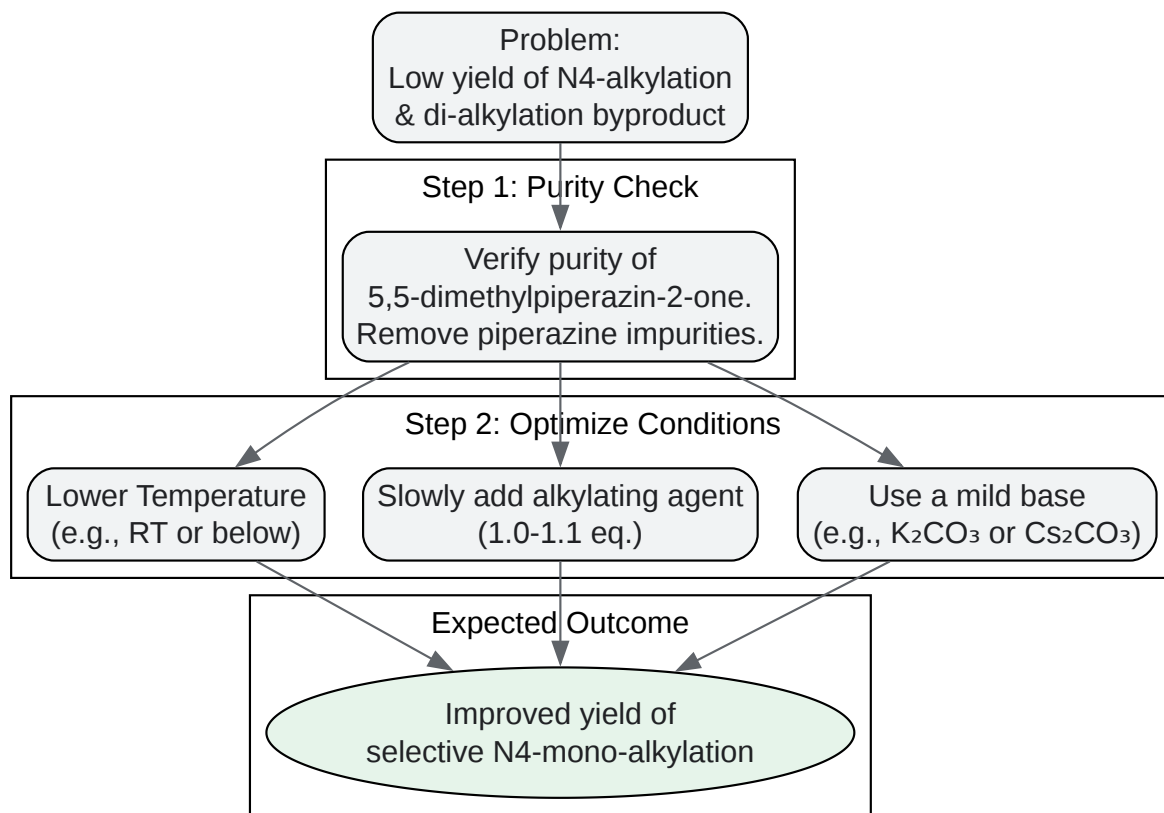 Problem:
Low yield of N4-alkylation
& di-alkylation byproduct
Step 1: Purity Check
Verify purity of
5,5-dimethylpiperazin-2-one.
Remove piperazine impurities.
Step 2: Optimize Conditions
Lower Temperature
(e.g., RT or below)
Slowly add alkylating agent
(1.0-1.1 eq.)
Use a mild base
(e.g., K₂CO₃ or Cs₂CO₃)
Expected Outcome
Improved yield of
selective N4-mono-alkylation